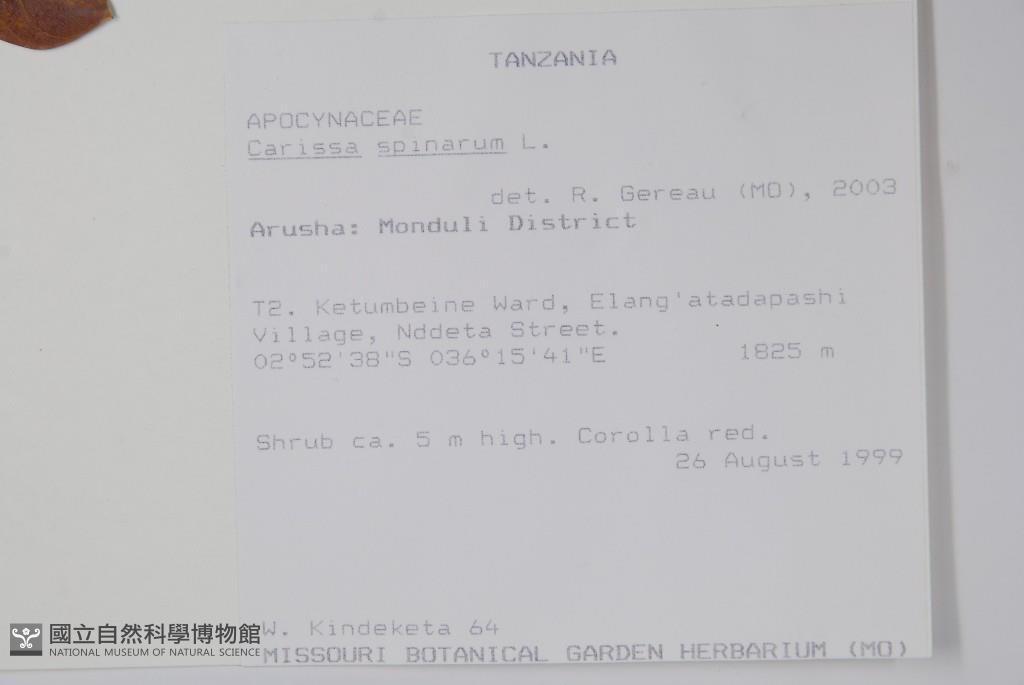 TANZANIA
APOCYNACEAE
Carissa spinarum L.
det. R. Gereau (MO), 2003
Arusha: Monduli District
T2. Ketumbeine Ward, Elang'atadapashi
Village, Nddeta Street.
02°52'38"S 036°15'41"E 1825 m
Shrub ca. 5 m high. Corolla red.
26 August 1999
W. Kindeketa 64
MISSOURI BOTANICAL GARDEN HERBARIUM (MO)
國立自然科學博物館
NATIONAL MUSEUM OF NATURAL SCIENCE